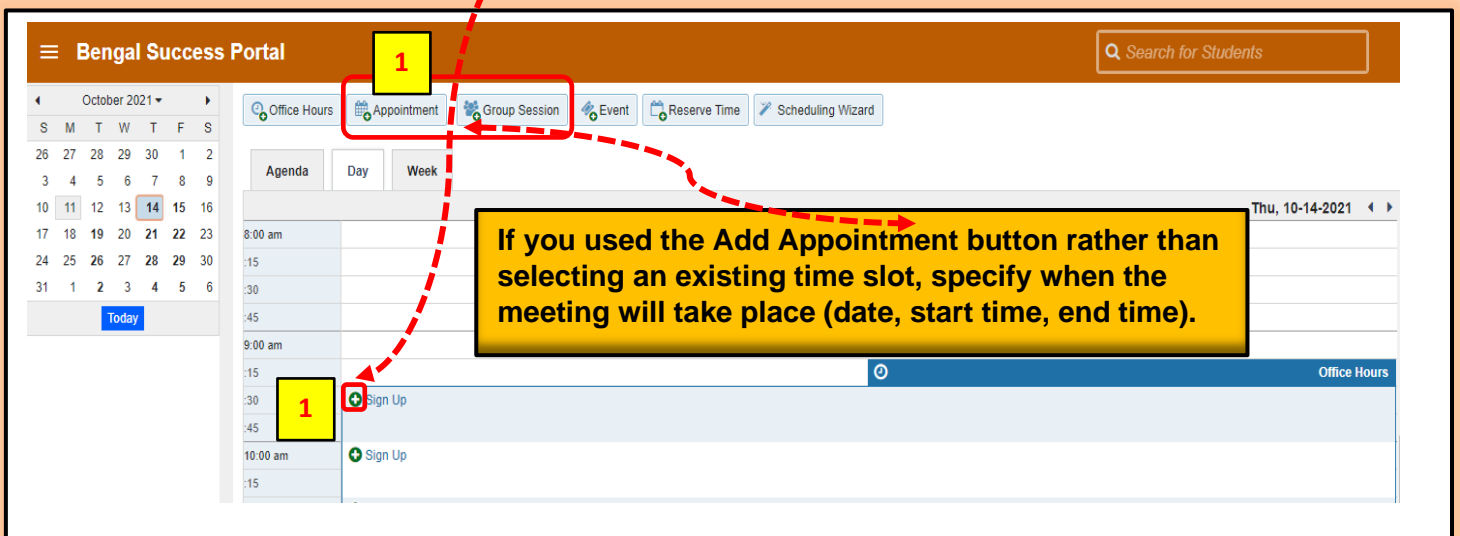 Bengal Success Portal
1
Search for Students
October 2021
S M T W T F S
26 27 28 29 30 1 2
3 4 5 6 7 8 9
10 11 12 13 14 15 16
17 18 19 20 21 22 23
24 25 26 27 28 29 30
31 1 2 3 4 5 6
Today
Office Hours Appointment Group Session Event Reserve Time Scheduling Wizard
Agenda Day Week
Thu, 10-14-2021
If you used the Add Appointment button rather than
selecting an existing time slot, specify when the
meeting will take place (date, start time, end time).
8:00 am
:15
:30
:45
9:00 am
:15 Office Hours
:30 1 Sign Up
:45
10:00 am Sign Up
:15